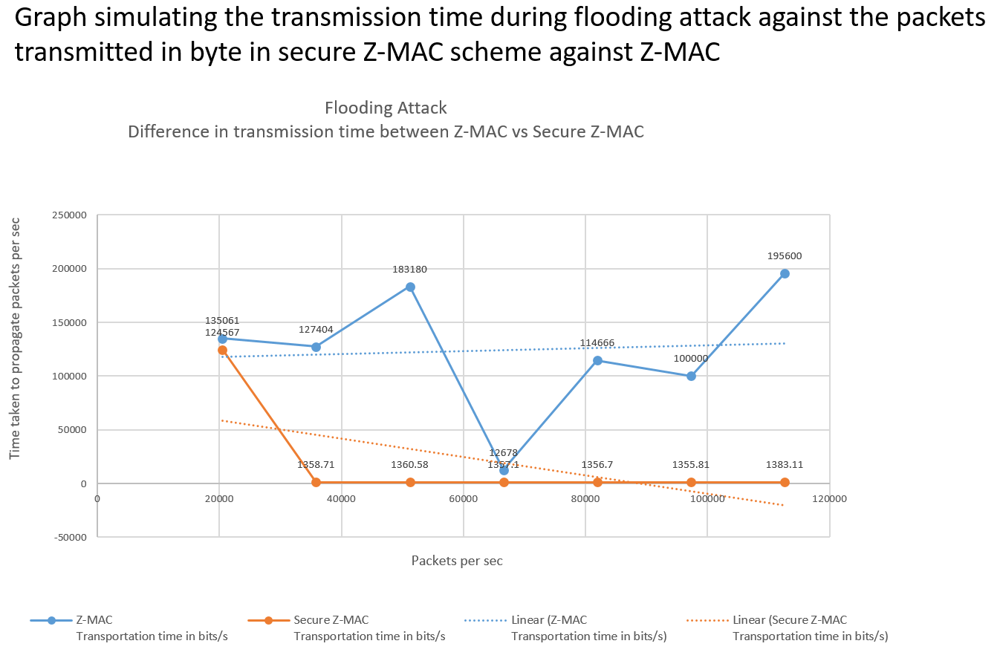 Graph simulating the transmission time during flooding attack against the packets
transmitted in byte in secure Z-MAC scheme against Z-MAC
Flooding Attack
Difference in transmission time between Z-MAC vs Secure Z-MAC
Time taken to propagate packets per sec
250000
200000
150000
100000
50000
0
-50000
135061
124567
127404
183180
12678
114666
100000
195600
1358.71
1360.58
1357.1
1356.7
1355.81
1383.11
0
20000
40000
60000
80000
100000
120000
Packets per sec
Z-MAC
Transportation time in bits/s
Secure Z-MAC
Transportation time in bits/s
Linear (Z-MAC
Transportation time in bits/s)
Linear (Secure Z-MAC
Transportation time in bits/s)